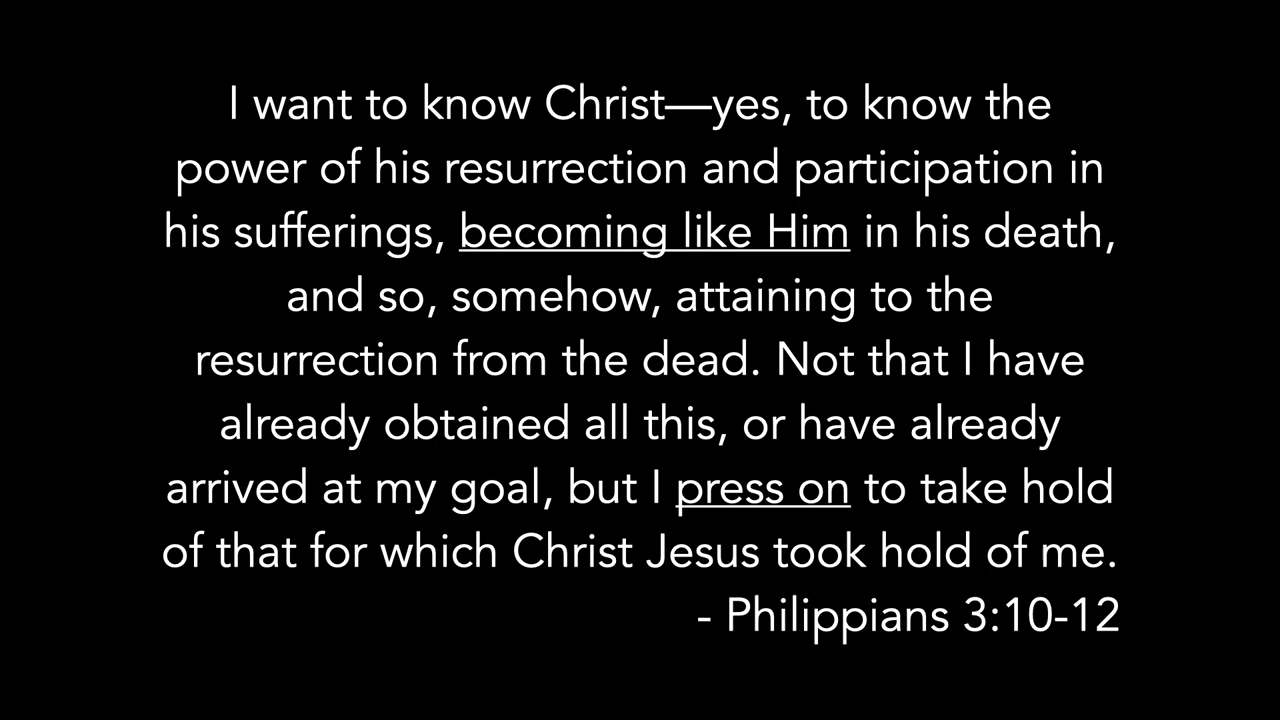 I want to know Christ—yes, to know the
power of his resurrection and participation in
his sufferings, becoming like Him in his death,
and so, somehow, attaining to the
resurrection from the dead. Not that I have
already obtained all this, or have already
arrived at my goal, but I press on to take hold
of that for which Christ Jesus took hold of me.
- Philippians 3:10-12